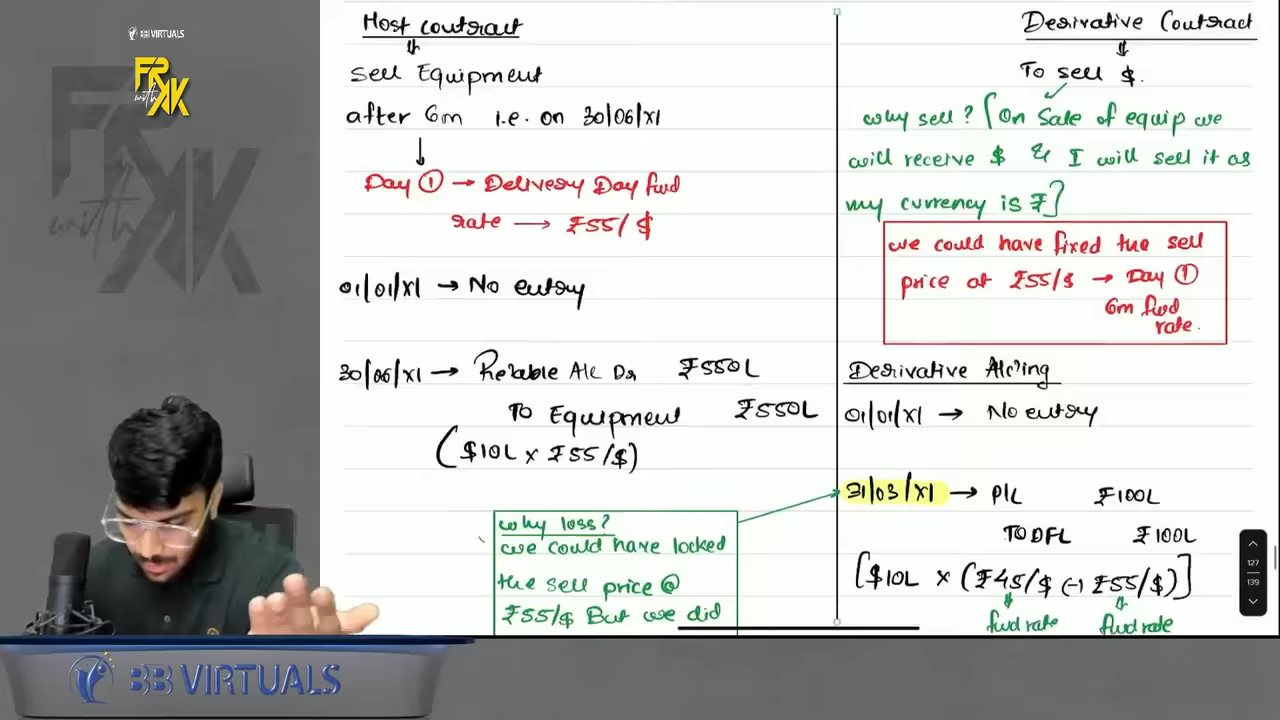 BB VIRTUALS
FR
with
KK
Host contract
Sell Equipment
after 6m i.e. on 30/06/X1
Day ① → Delivery Day fwd
rate → ₹55/$
01/01/X1 → No entry
30/06/X1 → Rec'able A/c Dr ₹550L
To Equipment ₹550L
($10L x ₹55/$)
why loss?
we could have locked
the sell price @
₹55/$ But we did
Derivative Contract
To sell $.
why sell? [On Sale of equip we
will receive $ & I will sell it as
my currency is ₹]
we could have fixed the sell
price at ₹55/$ → Day ①
6m fwd
rate.
Derivative A/c'ing
01/01/X1 → No entry
31/03/X1 → P/L ₹100L
To DFL ₹100L
[$10L x (₹45/$ (-) ₹55/$)]
fwd rate fwd rate
127
139
BB VIRTUALS